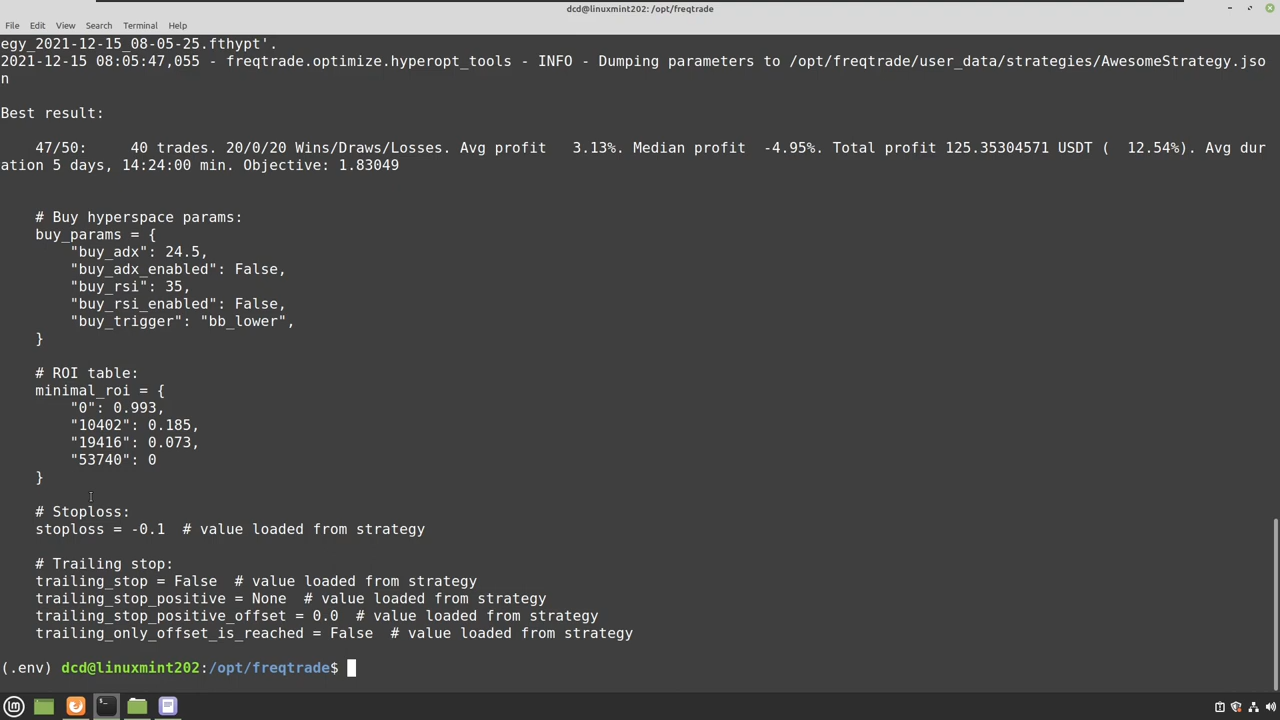 dcd@linuxmint202: /opt/freqtrade
File Edit View Search Terminal Help
egy_2021-12-15_08-05-25.fthypt'.
2021-12-15 08:05:47,055 - freqtrade.optimize.hyperopt_tools - INFO - Dumping parameters to /opt/freqtrade/user_data/strategies/AwesomeStrategy.jso
n
Best result:
    47/50:     40 trades. 20/0/20 Wins/Draws/Losses. Avg profit   3.13%. Median profit  -4.95%. Total profit 125.35304571 USDT (  12.54%). Avg dur
ation 5 days, 14:24:00 min. Objective: 1.83049
    # Buy hyperspace params:
    buy_params = {
        "buy_adx": 24.5,
        "buy_adx_enabled": False,
        "buy_rsi": 35,
        "buy_rsi_enabled": False,
        "buy_trigger": "bb_lower",
    }
    # ROI table:
    minimal_roi = {
        "0": 0.993,
        "10402": 0.185,
        "19416": 0.073,
        "53740": 0
    }
    # Stoploss:
    stoploss = -0.1  # value loaded from strategy
    # Trailing stop:
    trailing_stop = False  # value loaded from strategy
    trailing_stop_positive = None  # value loaded from strategy
    trailing_stop_positive_offset = 0.0  # value loaded from strategy
    trailing_only_offset_is_reached = False  # value loaded from strategy
(.env) dcd@linuxmint202:/opt/freqtrade$